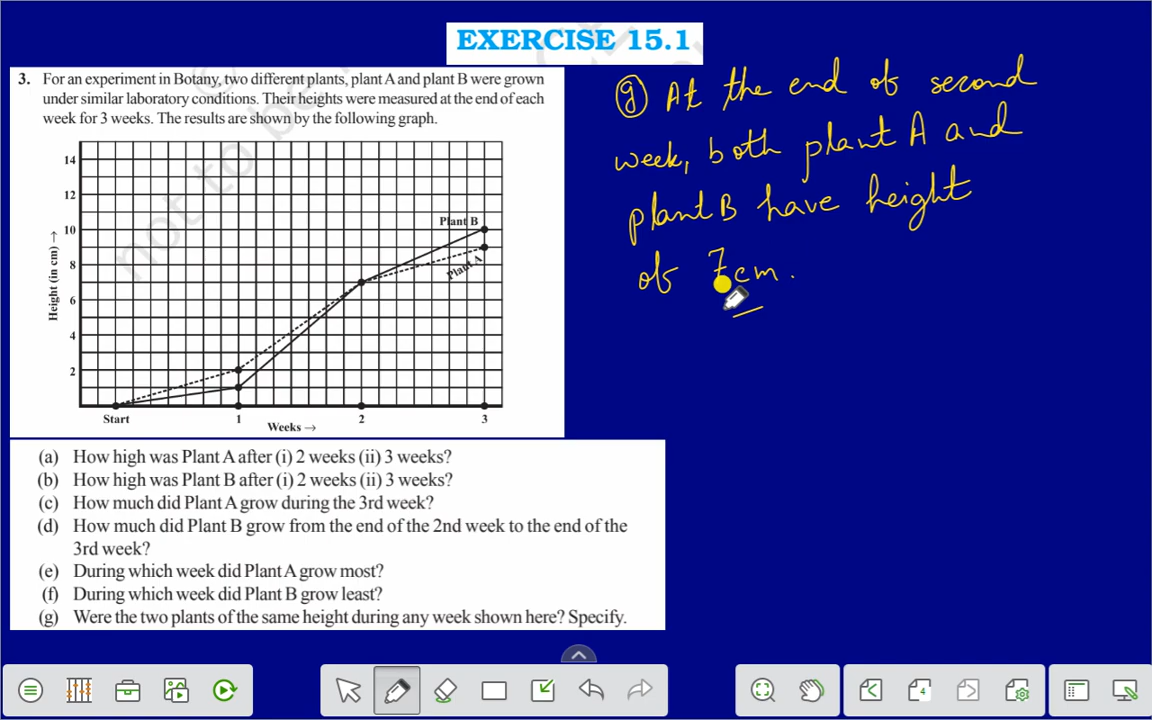 EXERCISE 15.1
3. For an experiment in Botany, two different plants, plant A and plant B were grown
under similar laboratory conditions. Their heights were measured at the end of each
week for 3 weeks. The results are shown by the following graph.
14
12
10
8
6
4
2
Height (in cm) →
Plant B
Plant A
Start 1 2 3
Weeks →
(a) How high was Plant A after (i) 2 weeks (ii) 3 weeks?
(b) How high was Plant B after (i) 2 weeks (ii) 3 weeks?
(c) How much did Plant A grow during the 3rd week?
(d) How much did Plant B grow from the end of the 2nd week to the end of the
3rd week?
(e) During which week did Plant A grow most?
(f) During which week did Plant B grow least?
(g) Were the two plants of the same height during any week shown here? Specify.
(g) At the end of second
week, both plant A and
plant B have height
of 7cm.
not to be
4